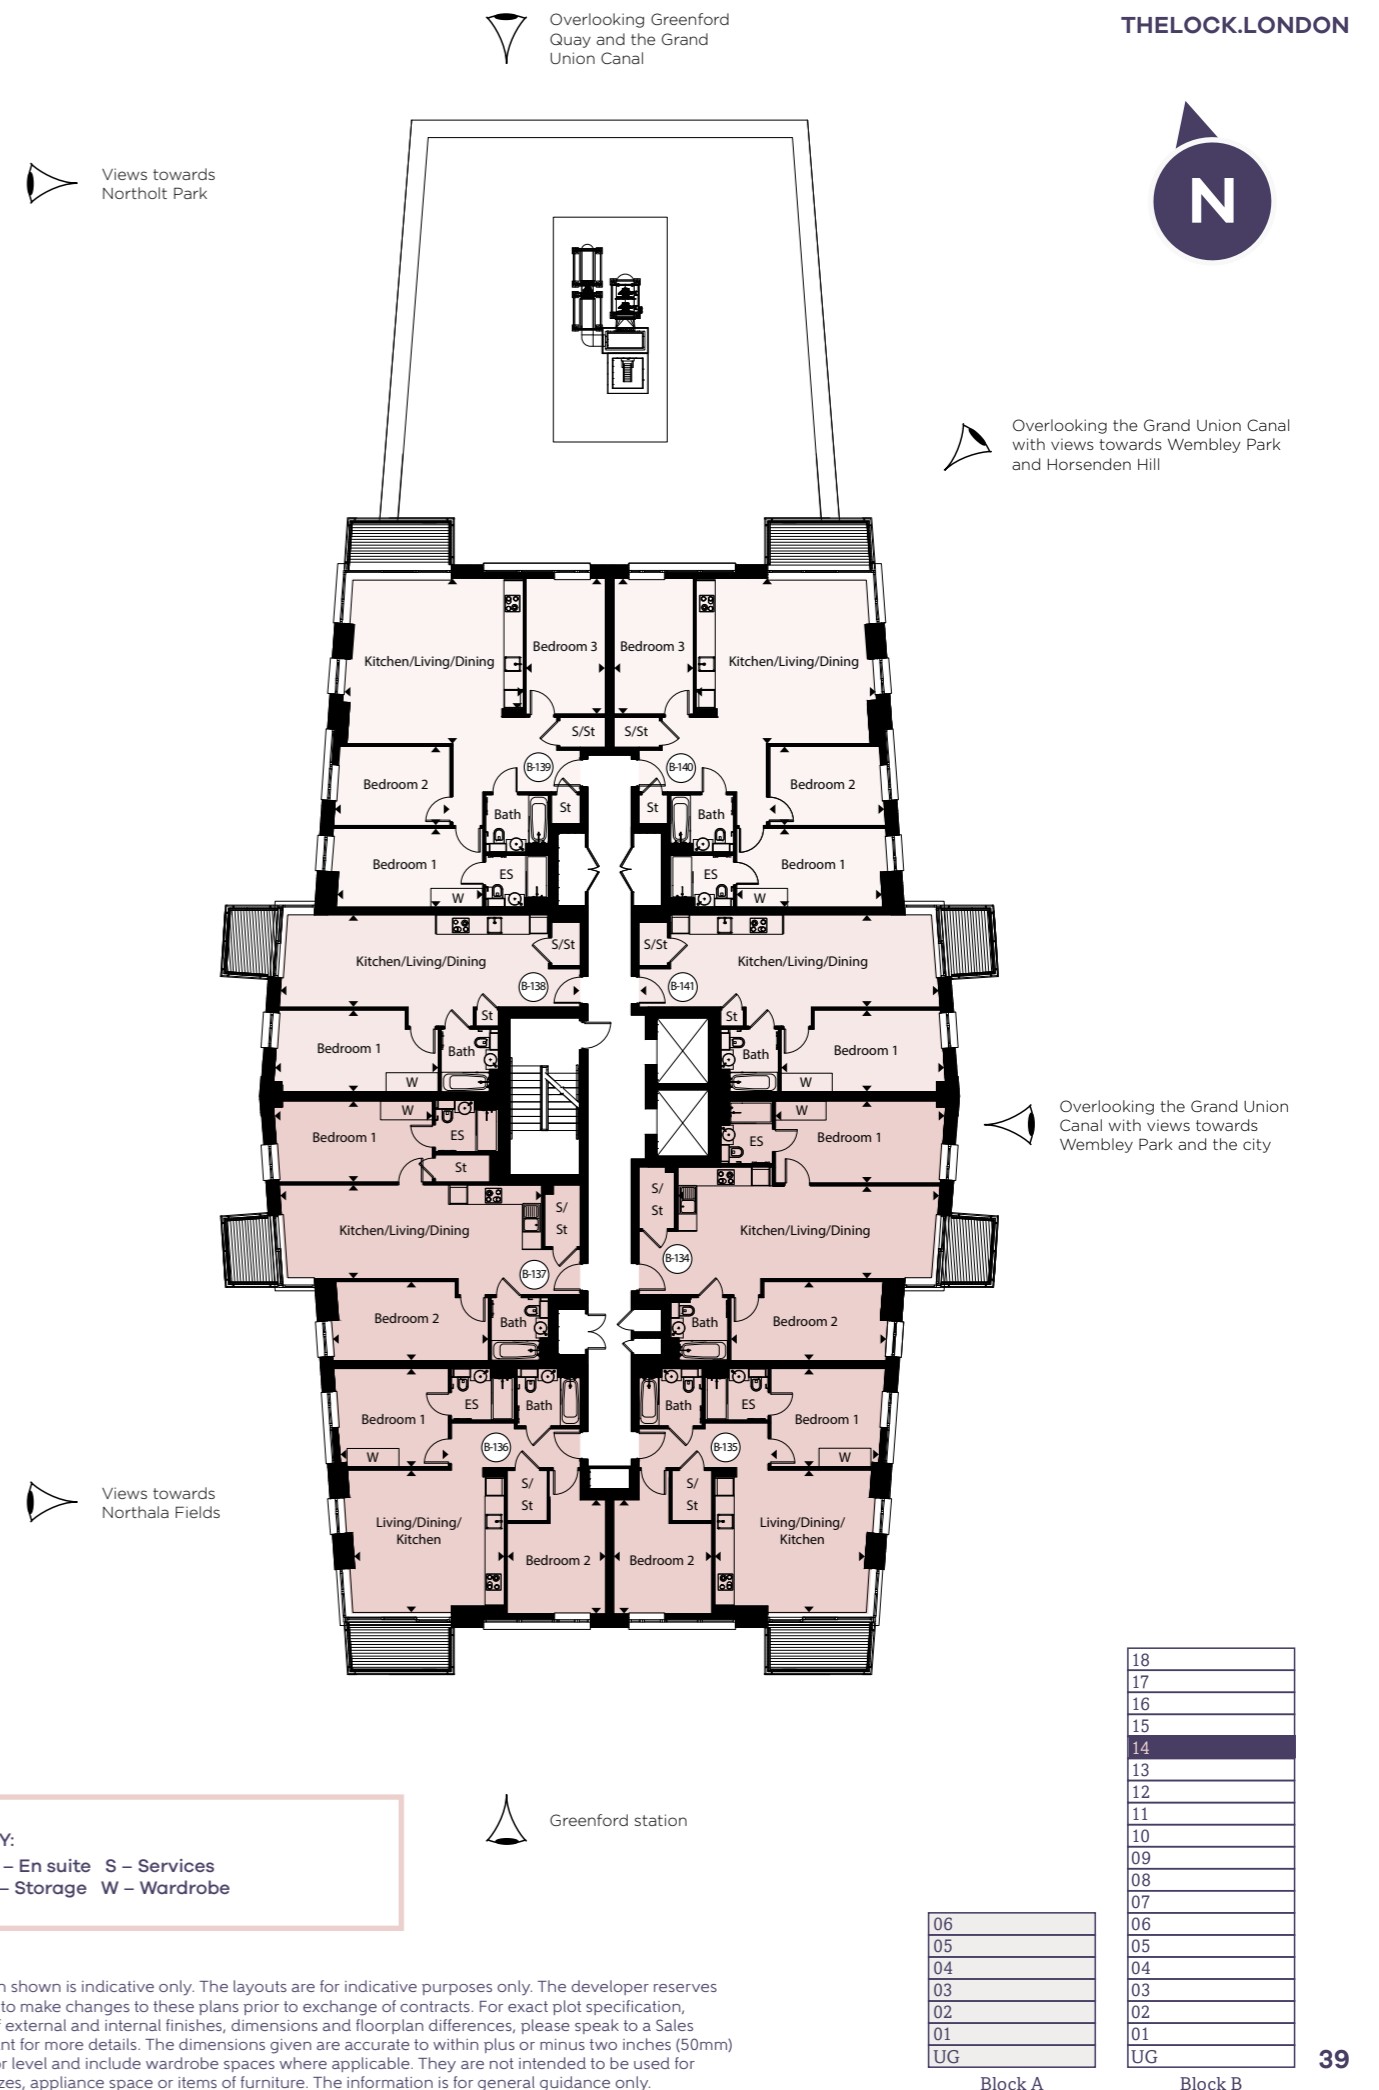 Overlooking Greenford
Quay and the Grand
Union Canal
THELOCK.LONDON
N
Views towards
Northolt Park
Overlooking the Grand Union Canal
with views towards Wembley Park
and Horsenden Hill
Kitchen/Living/Dining
Bedroom 3
Bedroom 3
Kitchen/Living/Dining
S/St
S/St
B-139
B-140
Bedroom 2
St
St
Bedroom 2
Bath
Bath
Bedroom 1
ES
ES
Bedroom 1
W
W
Kitchen/Living/Dining
S/St
S/St
Kitchen/Living/Dining
B-138
B-141
St
St
Bedroom 1
Bath
Bath
Bedroom 1
W
W
W
W
Bedroom 1
ES
ES
Bedroom 1
St
Kitchen/Living/Dining
S/
St
S/
St
Kitchen/Living/Dining
B-137
B-134
Bedroom 2
Bath
Bath
Bedroom 2
Overlooking the Grand Union
Canal with views towards
Wembley Park and the city
Bedroom 1
ES
Bath
Bath
ES
Bedroom 1
W
B-136
B-135
W
S/
St
S/
St
Living/Dining/
Kitchen
Bedroom 2
Bedroom 2
Living/Dining/
Kitchen
Views towards
Northala Fields
Greenford station
Y:
– En suite S – Services
– Storage W – Wardrobe
18
17
16
15
14
13
12
11
10
09
08
07
06
05
04
03
02
01
UG
Block B
06
05
04
03
02
01
UG
Block A
n shown is indicative only. The layouts are for indicative purposes only. The developer reserves
to make changes to these plans prior to exchange of contracts. For exact plot specification,
f external and internal finishes, dimensions and floorplan differences, please speak to a Sales
nt for more details. The dimensions given are accurate to within plus or minus two inches (50mm)
or level and include wardrobe spaces where applicable. They are not intended to be used for
zes, appliance space or items of furniture. The information is for general guidance only.
39